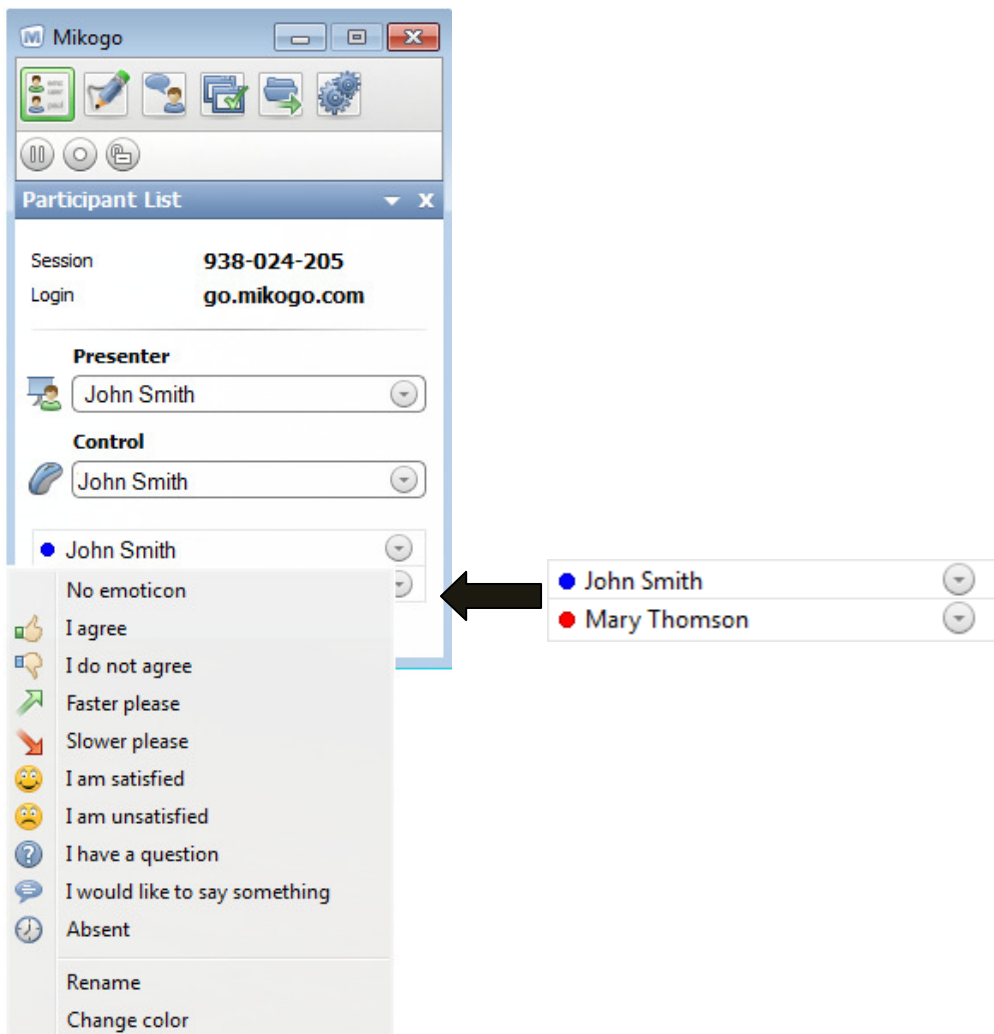 Mikogo
Participant List
Session 938-024-205
Login go.mikogo.com
Presenter
John Smith
Control
John Smith
John Smith
No emoticon
I agree
I do not agree
Faster please
Slower please
I am satisfied
I am unsatisfied
I have a question
I would like to say something
Absent
Rename
Change color
John Smith
Mary Thomson